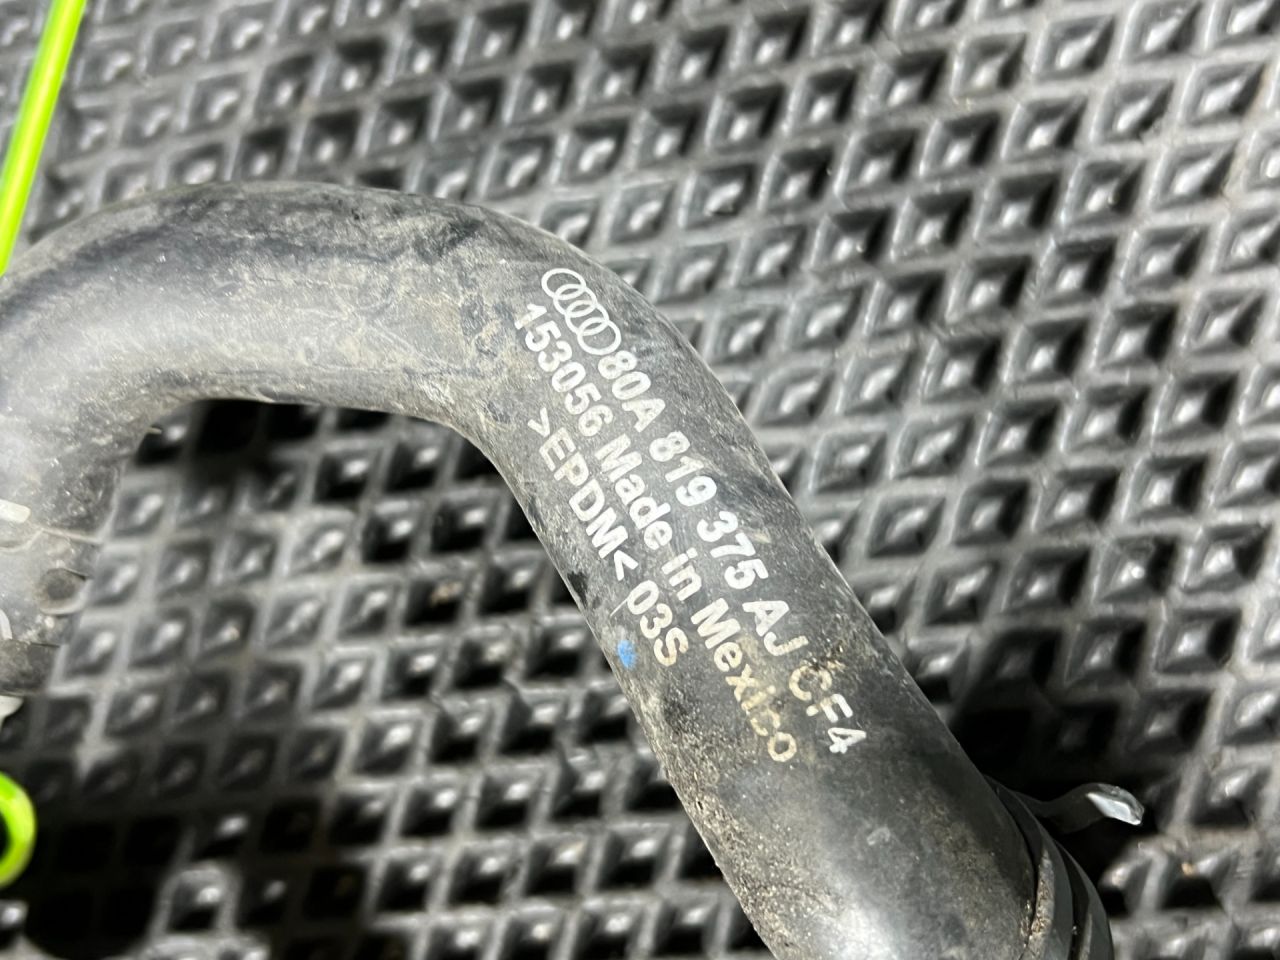 80A 819 375 AJ CF4
153056 Made in Mexico
>EPDM< 03S